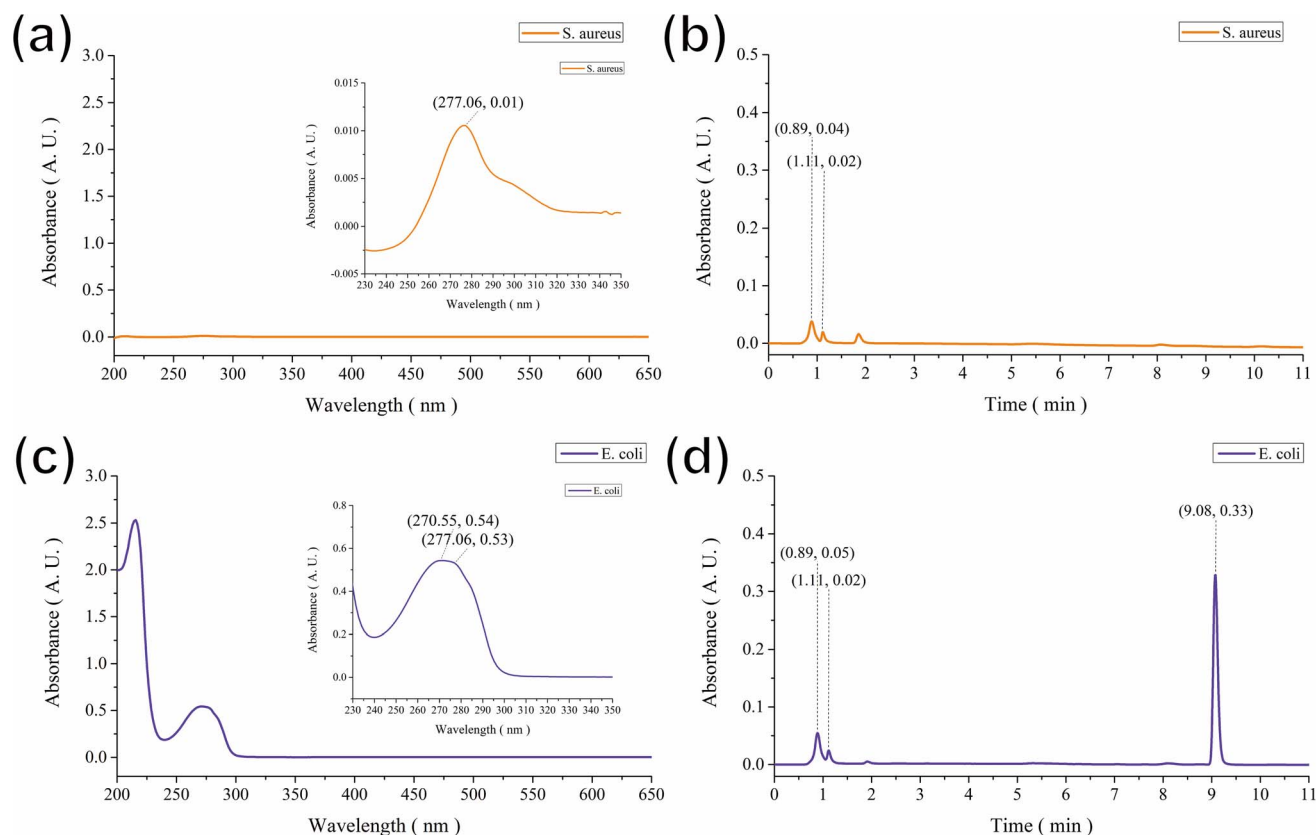 (a)
S. aureus
3.0
2.5
2.0
1.5
1.0
0.5
0.0
Absorbance ( A. U. )
200 250 300 350 400 450 500 550 600 650
Wavelength ( nm )
S. aureus
0.015
0.010
0.005
0.000
-0.005
Absorbance ( A. U. )
(277.06, 0.01)
230 240 250 260 270 280 290 300 310 320 330 340 350
Wavelength ( nm )
(b)
S. aureus
0.5
0.4
0.3
0.2
0.1
0.0
Absorbance ( A. U. )
(0.89, 0.04)
(1.11, 0.02)
0 1 2 3 4 5 6 7 8 9 10 11
Time ( min )
(c)
E. coli
3.0
2.5
2.0
1.5
1.0
0.5
0.0
Absorbance ( A. U. )
200 250 300 350 400 450 500 550 600 650
Wavelength ( nm )
E. coli
0.8
0.6
0.4
0.2
0.0
Absorbance ( A. U. )
(270.55, 0.54)
(277.06, 0.53)
230 240 250 260 270 280 290 300 310 320 330 340 350
Wavelength ( nm )
(d)
E. coli
0.5
0.4
0.3
0.2
0.1
0.0
Absorbance ( A. U. )
(9.08, 0.33)
(0.89, 0.05)
(1.11, 0.02)
0 1 2 3 4 5 6 7 8 9 10 11
Time ( min )